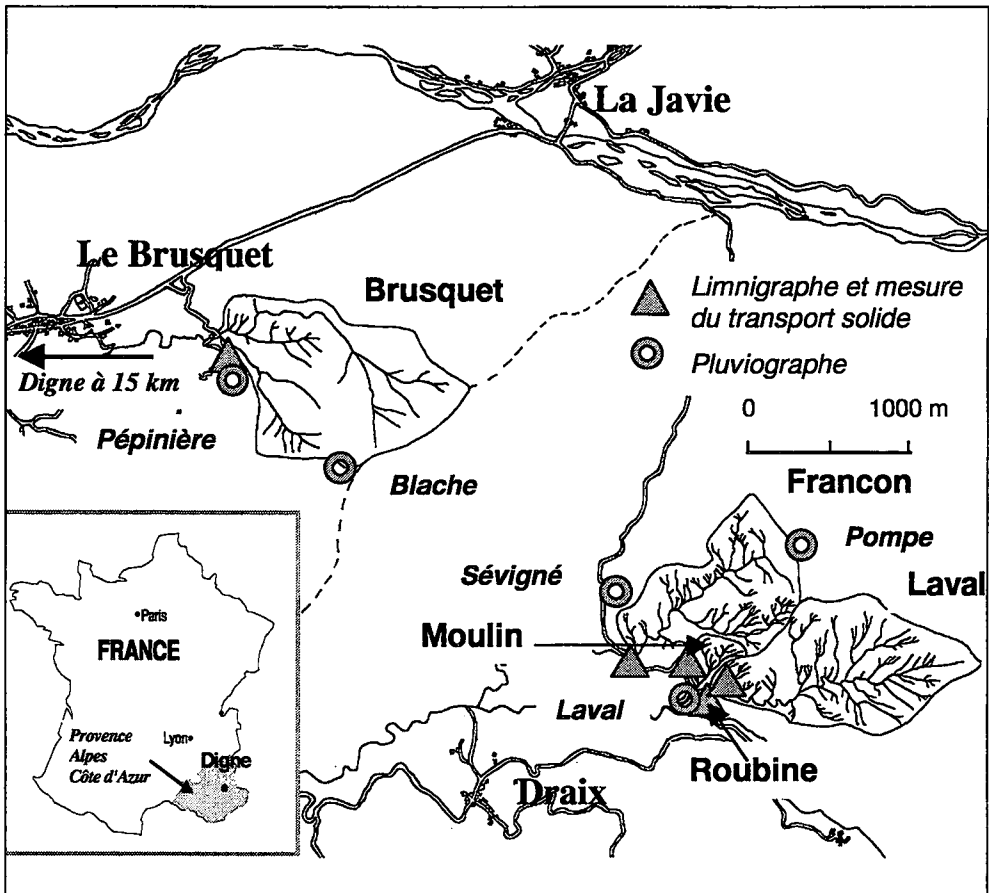 La Javie
Le Brusquet
Brusquet
Limnigraphe et mesure
du transport solide
Pluviographe
Digne à 15 km
0 1000 m
Pépinière
Blache
Francon
Pompe
Sévigné
Laval
Moulin
Laval
Roubine
Draix
Paris
FRANCE
Lyon
Provence
Alpes
Côte d'Azur
Digne